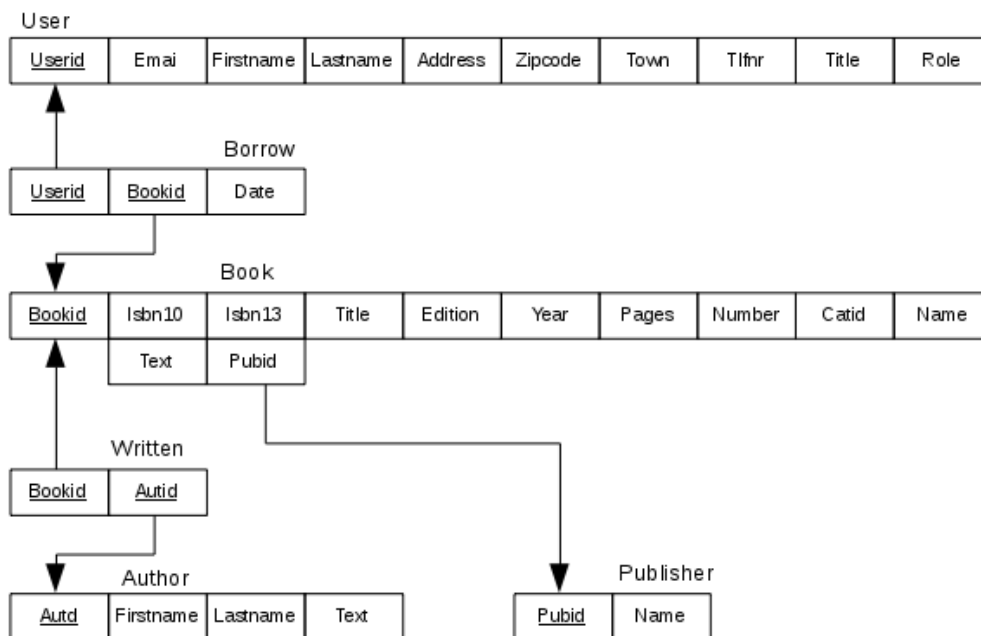 User
Userid Emai Firstname Lastname Address Zipcode Town Tlfnr Title Role
Borrow
Userid Bookid Date
Book
Bookid Isbn10 Isbn13 Title Edition Year Pages Number Catid Name
Text Pubid
Written
Bookid Autid
Author
Autd Firstname Lastname Text
Publisher
Pubid Name